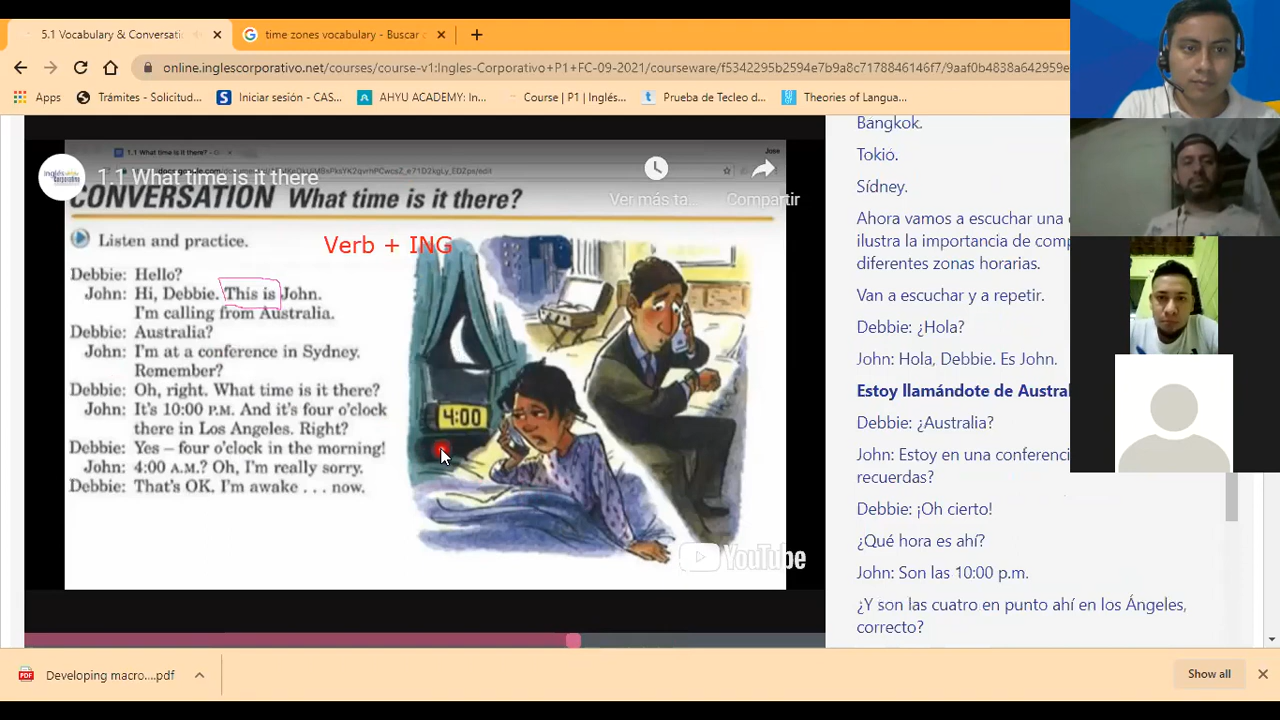 5.1 Vocabulary & Conversati
time zones vocabulary - Buscar c
online.inglescorporativo.net/courses/course-v1:Ingles-Corporativo+P1+FC-09-2021/courseware/f5342295b2594e7b9a8c7178846146f7/9aaf0b4838a642959e
Apps
Trámites - Solicitud...
Iniciar sesión - CAS...
AHYU ACADEMY: In...
Course | P1 | Inglés...
Prueba de Tecleo d...
Theories of Langua...
1.1 What time is it there
Ver más ta...
Compartir
CONVERSATION What time is it there?
Listen and practice.
Verb + ING
Debbie: Hello?
John: Hi, Debbie. This is John.
I'm calling from Australia.
Debbie: Australia?
John: I'm at a conference in Sydney.
Remember?
Debbie: Oh, right. What time is it there?
John: It's 10:00 P.M. And it's four o'clock
there in Los Angeles. Right?
Debbie: Yes – four o'clock in the morning!
John: 4:00 A.M.? Oh, I'm really sorry.
Debbie: That's OK. I'm awake . . . now.
4:00
YouTube
Bangkok.
Tokio.
Sídney.
Ahora vamos a escuchar una
ilustra la importancia de comp
diferentes zonas horarias.
Van a escuchar y a repetir.
Debbie: ¿Hola?
John: Hola, Debbie. Es John.
Estoy llamándote de Austral
Debbie: ¿Australia?
John: Estoy en una conferenci
recuerdas?
Debbie: ¡Oh cierto!
¿Qué hora es ahí?
John: Son las 10:00 p.m.
¿Y son las cuatro en punto ahí en los Ángeles,
correcto?
Developing macro....pdf
Show all